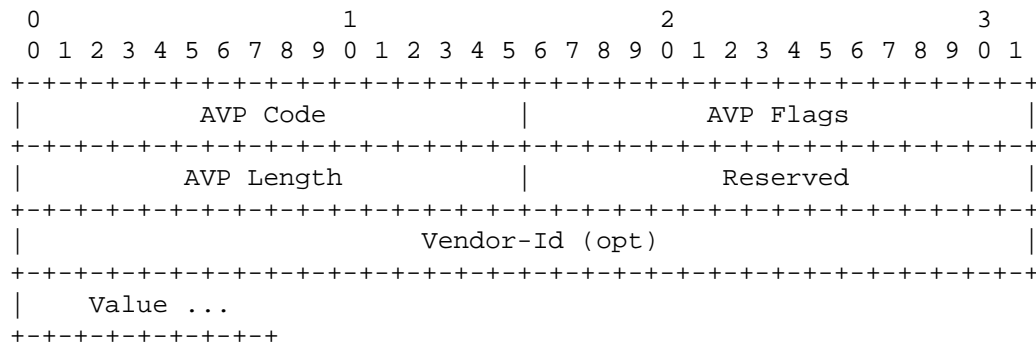 0                   1                   2                   3
 0 1 2 3 4 5 6 7 8 9 0 1 2 3 4 5 6 7 8 9 0 1 2 3 4 5 6 7 8 9 0 1
+-+-+-+-+-+-+-+-+-+-+-+-+-+-+-+-+-+-+-+-+-+-+-+-+-+-+-+-+-+-+-+-+
|           AVP Code            |           AVP Flags           |
+-+-+-+-+-+-+-+-+-+-+-+-+-+-+-+-+-+-+-+-+-+-+-+-+-+-+-+-+-+-+-+-+
|          AVP Length           |            Reserved           |
+-+-+-+-+-+-+-+-+-+-+-+-+-+-+-+-+-+-+-+-+-+-+-+-+-+-+-+-+-+-+-+-+
|                         Vendor-Id (opt)                       |
+-+-+-+-+-+-+-+-+-+-+-+-+-+-+-+-+-+-+-+-+-+-+-+-+-+-+-+-+-+-+-+-+
|    Value ...
+-+-+-+-+-+-+-+-+